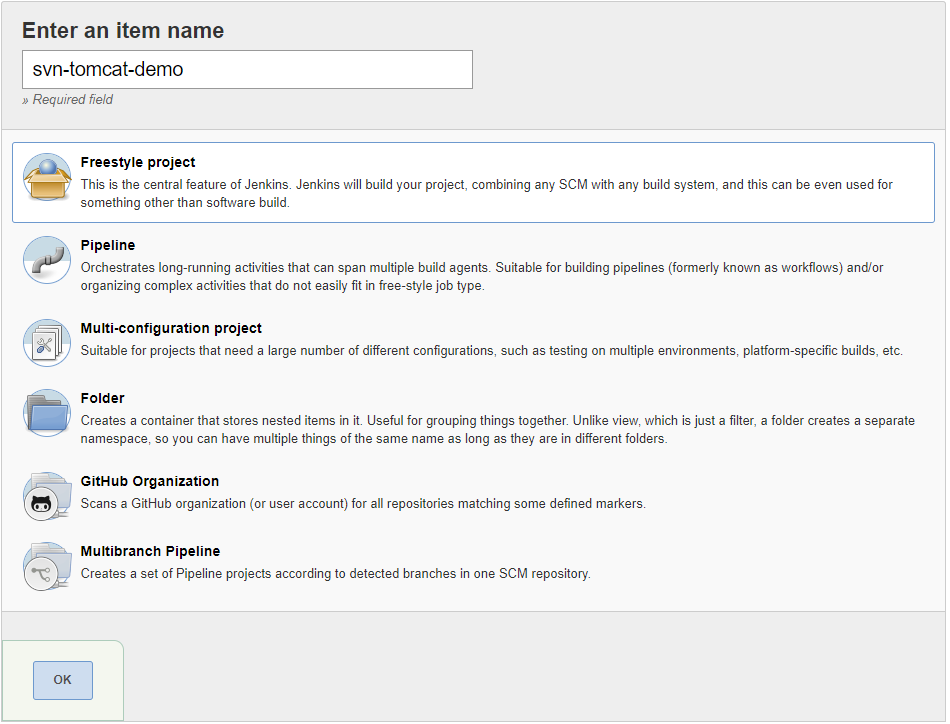 Enter an item name
svn-tomcat-demo
» Required field
Freestyle project
This is the central feature of Jenkins. Jenkins will build your project, combining any SCM with any build system, and this can be even used for
something other than software build.
Pipeline
Orchestrates long-running activities that can span multiple build agents. Suitable for building pipelines (formerly known as workflows) and/or
organizing complex activities that do not easily fit in free-style job type.
Multi-configuration project
Suitable for projects that need a large number of different configurations, such as testing on multiple environments, platform-specific builds, etc.
Folder
Creates a container that stores nested items in it. Useful for grouping things together. Unlike view, which is just a filter, a folder creates a separate
namespace, so you can have multiple things of the same name as long as they are in different folders.
GitHub Organization
Scans a GitHub organization (or user account) for all repositories matching some defined markers.
Multibranch Pipeline
Creates a set of Pipeline projects according to detected branches in one SCM repository.
OK